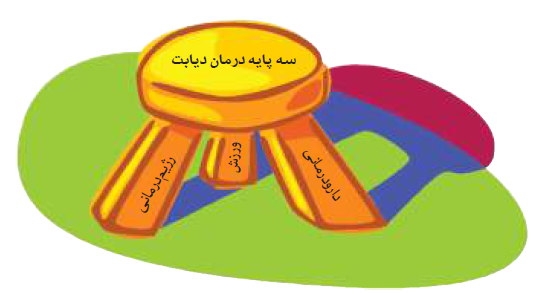 سه پایه درمان دیابت
دارودرمانی
ورزش
رژیم‌درمانی